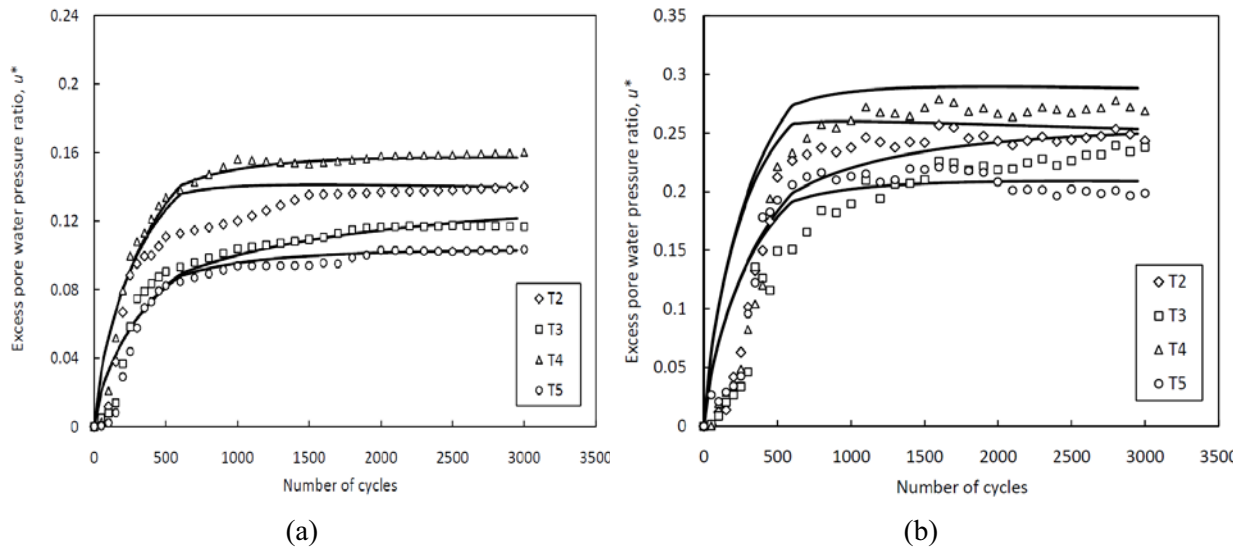 0.24
0.2
0.16
0.12
0.08
0.04
0
Excess pore water pressure ratio, u*
0 500 1000 1500 2000 2500 3000 3500
Number of cycles
T2
T3
T4
T5
(a)
0.35
0.3
0.25
0.2
0.15
0.1
0.05
0
Excess pore water pressure ratio, u*
0 500 1000 1500 2000 2500 3000 3500
Number of cycles
T2
T3
T4
T5
(b)